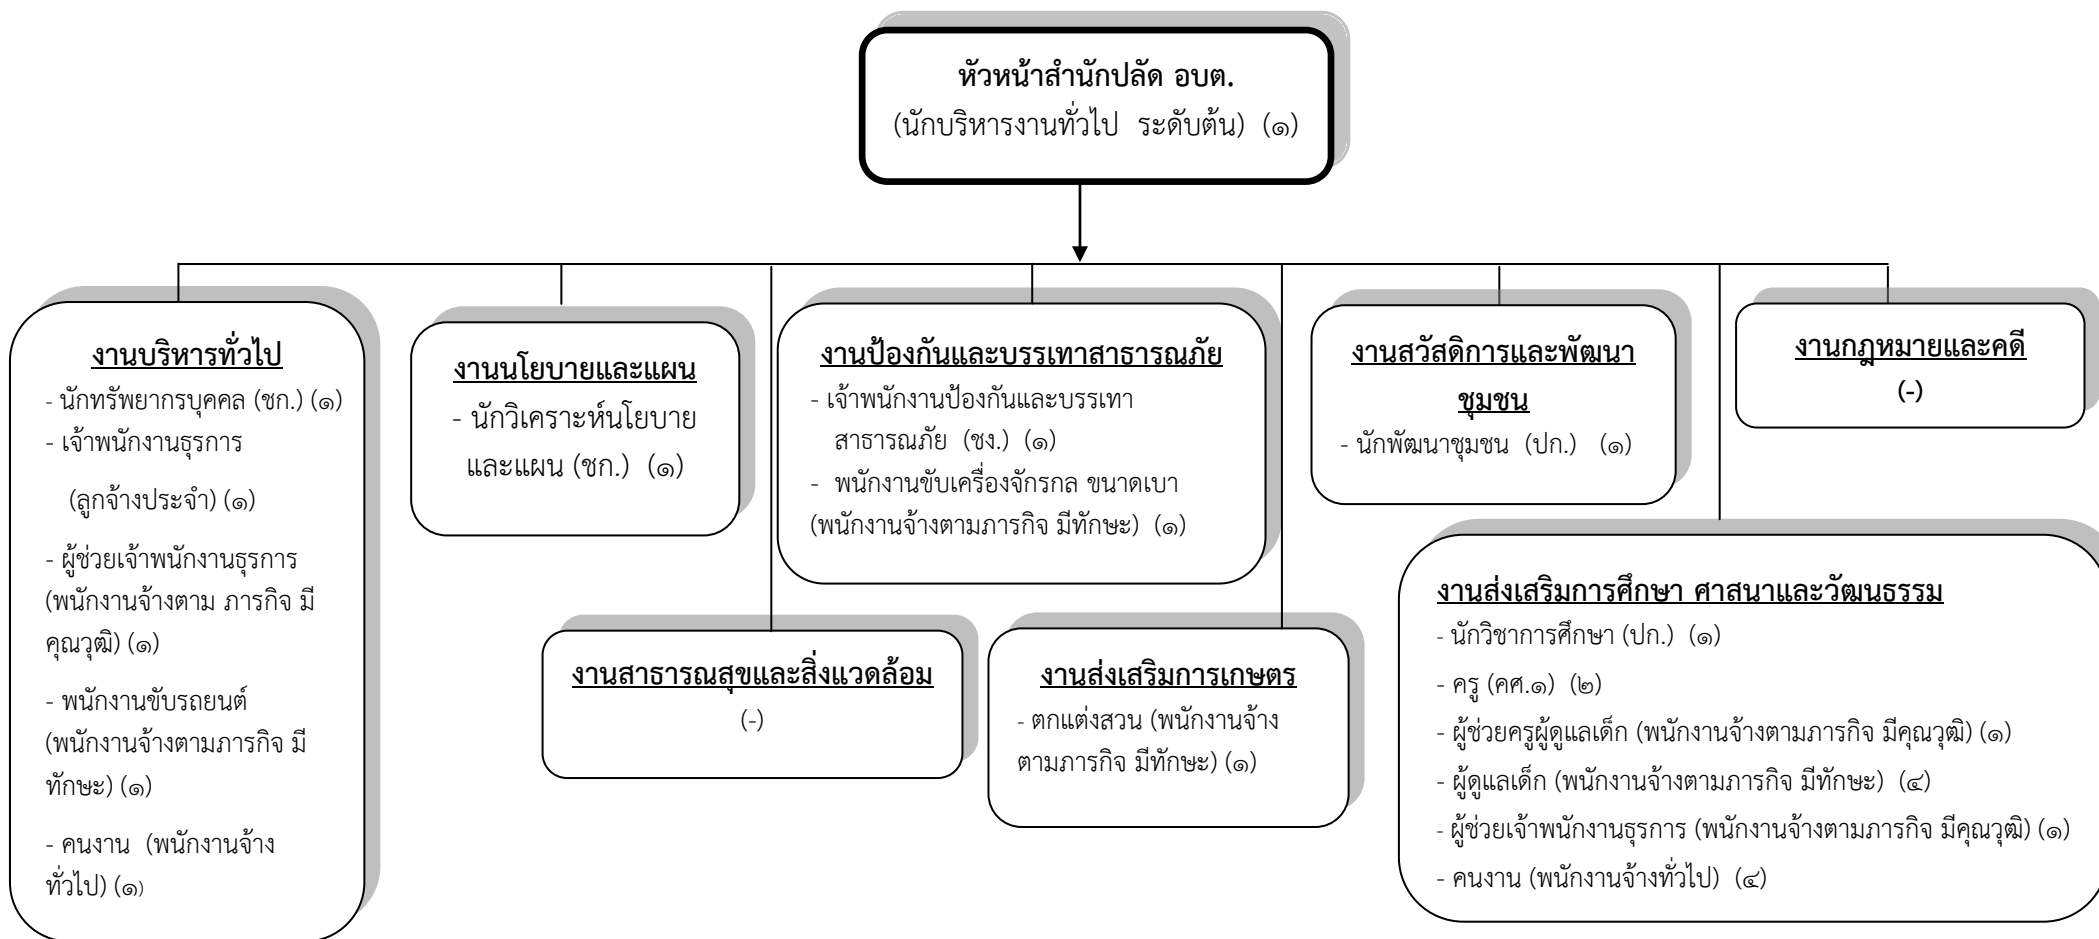 หัวหน้าสำนักปลัด อบต.
(นักบริหารงานทั่วไป ระดับต้น) (๑)
งานบริหารทั่วไป
- นักทรัพยากรบุคคล (ชก.) (๑)
- เจ้าพนักงานธุรการ
(ลูกจ้างประจำ) (๑)
- ผู้ช่วยเจ้าพนักงานธุรการ
(พนักงานจ้างตาม ภารกิจ มี
คุณวุฒิ) (๑)
- พนักงานขับรถยนต์
(พนักงานจ้างตามภารกิจ มี
ทักษะ) (๑)
- คนงาน (พนักงานจ้าง
ทั่วไป) (๑)
งานนโยบายและแผน
- นักวิเคราะห์นโยบาย
และแผน (ชก.) (๑)
งานป้องกันและบรรเทาสาธารณภัย
- เจ้าพนักงานป้องกันและบรรเทา
สาธารณภัย (ชง.) (๑)
- พนักงานขับเครื่องจักรกล ขนาดเบา
(พนักงานจ้างตามภารกิจ มีทักษะ) (๑)
งานสวัสดิการและพัฒนา
ชุมชน
- นักพัฒนาชุมชน (ปก.) (๑)
งานกฎหมายและคดี
(-)
งานสาธารณสุขและสิ่งแวดล้อม
(-)
งานส่งเสริมการเกษตร
- ตกแต่งสวน (พนักงานจ้าง
ตามภารกิจ มีทักษะ) (๑)
งานส่งเสริมการศึกษา ศาสนาและวัฒนธรรม
- นักวิชาการศึกษา (ปก.) (๑)
- ครู (คศ.๑) (๒)
- ผู้ช่วยครูผู้ดูแลเด็ก (พนักงานจ้างตามภารกิจ มีคุณวุฒิ) (๑)
- ผู้ดูแลเด็ก (พนักงานจ้างตามภารกิจ มีทักษะ) (๔)
- ผู้ช่วยเจ้าพนักงานธุรการ (พนักงานจ้างตามภารกิจ มีคุณวุฒิ) (๑)
- คนงาน (พนักงานจ้างทั่วไป) (๔)